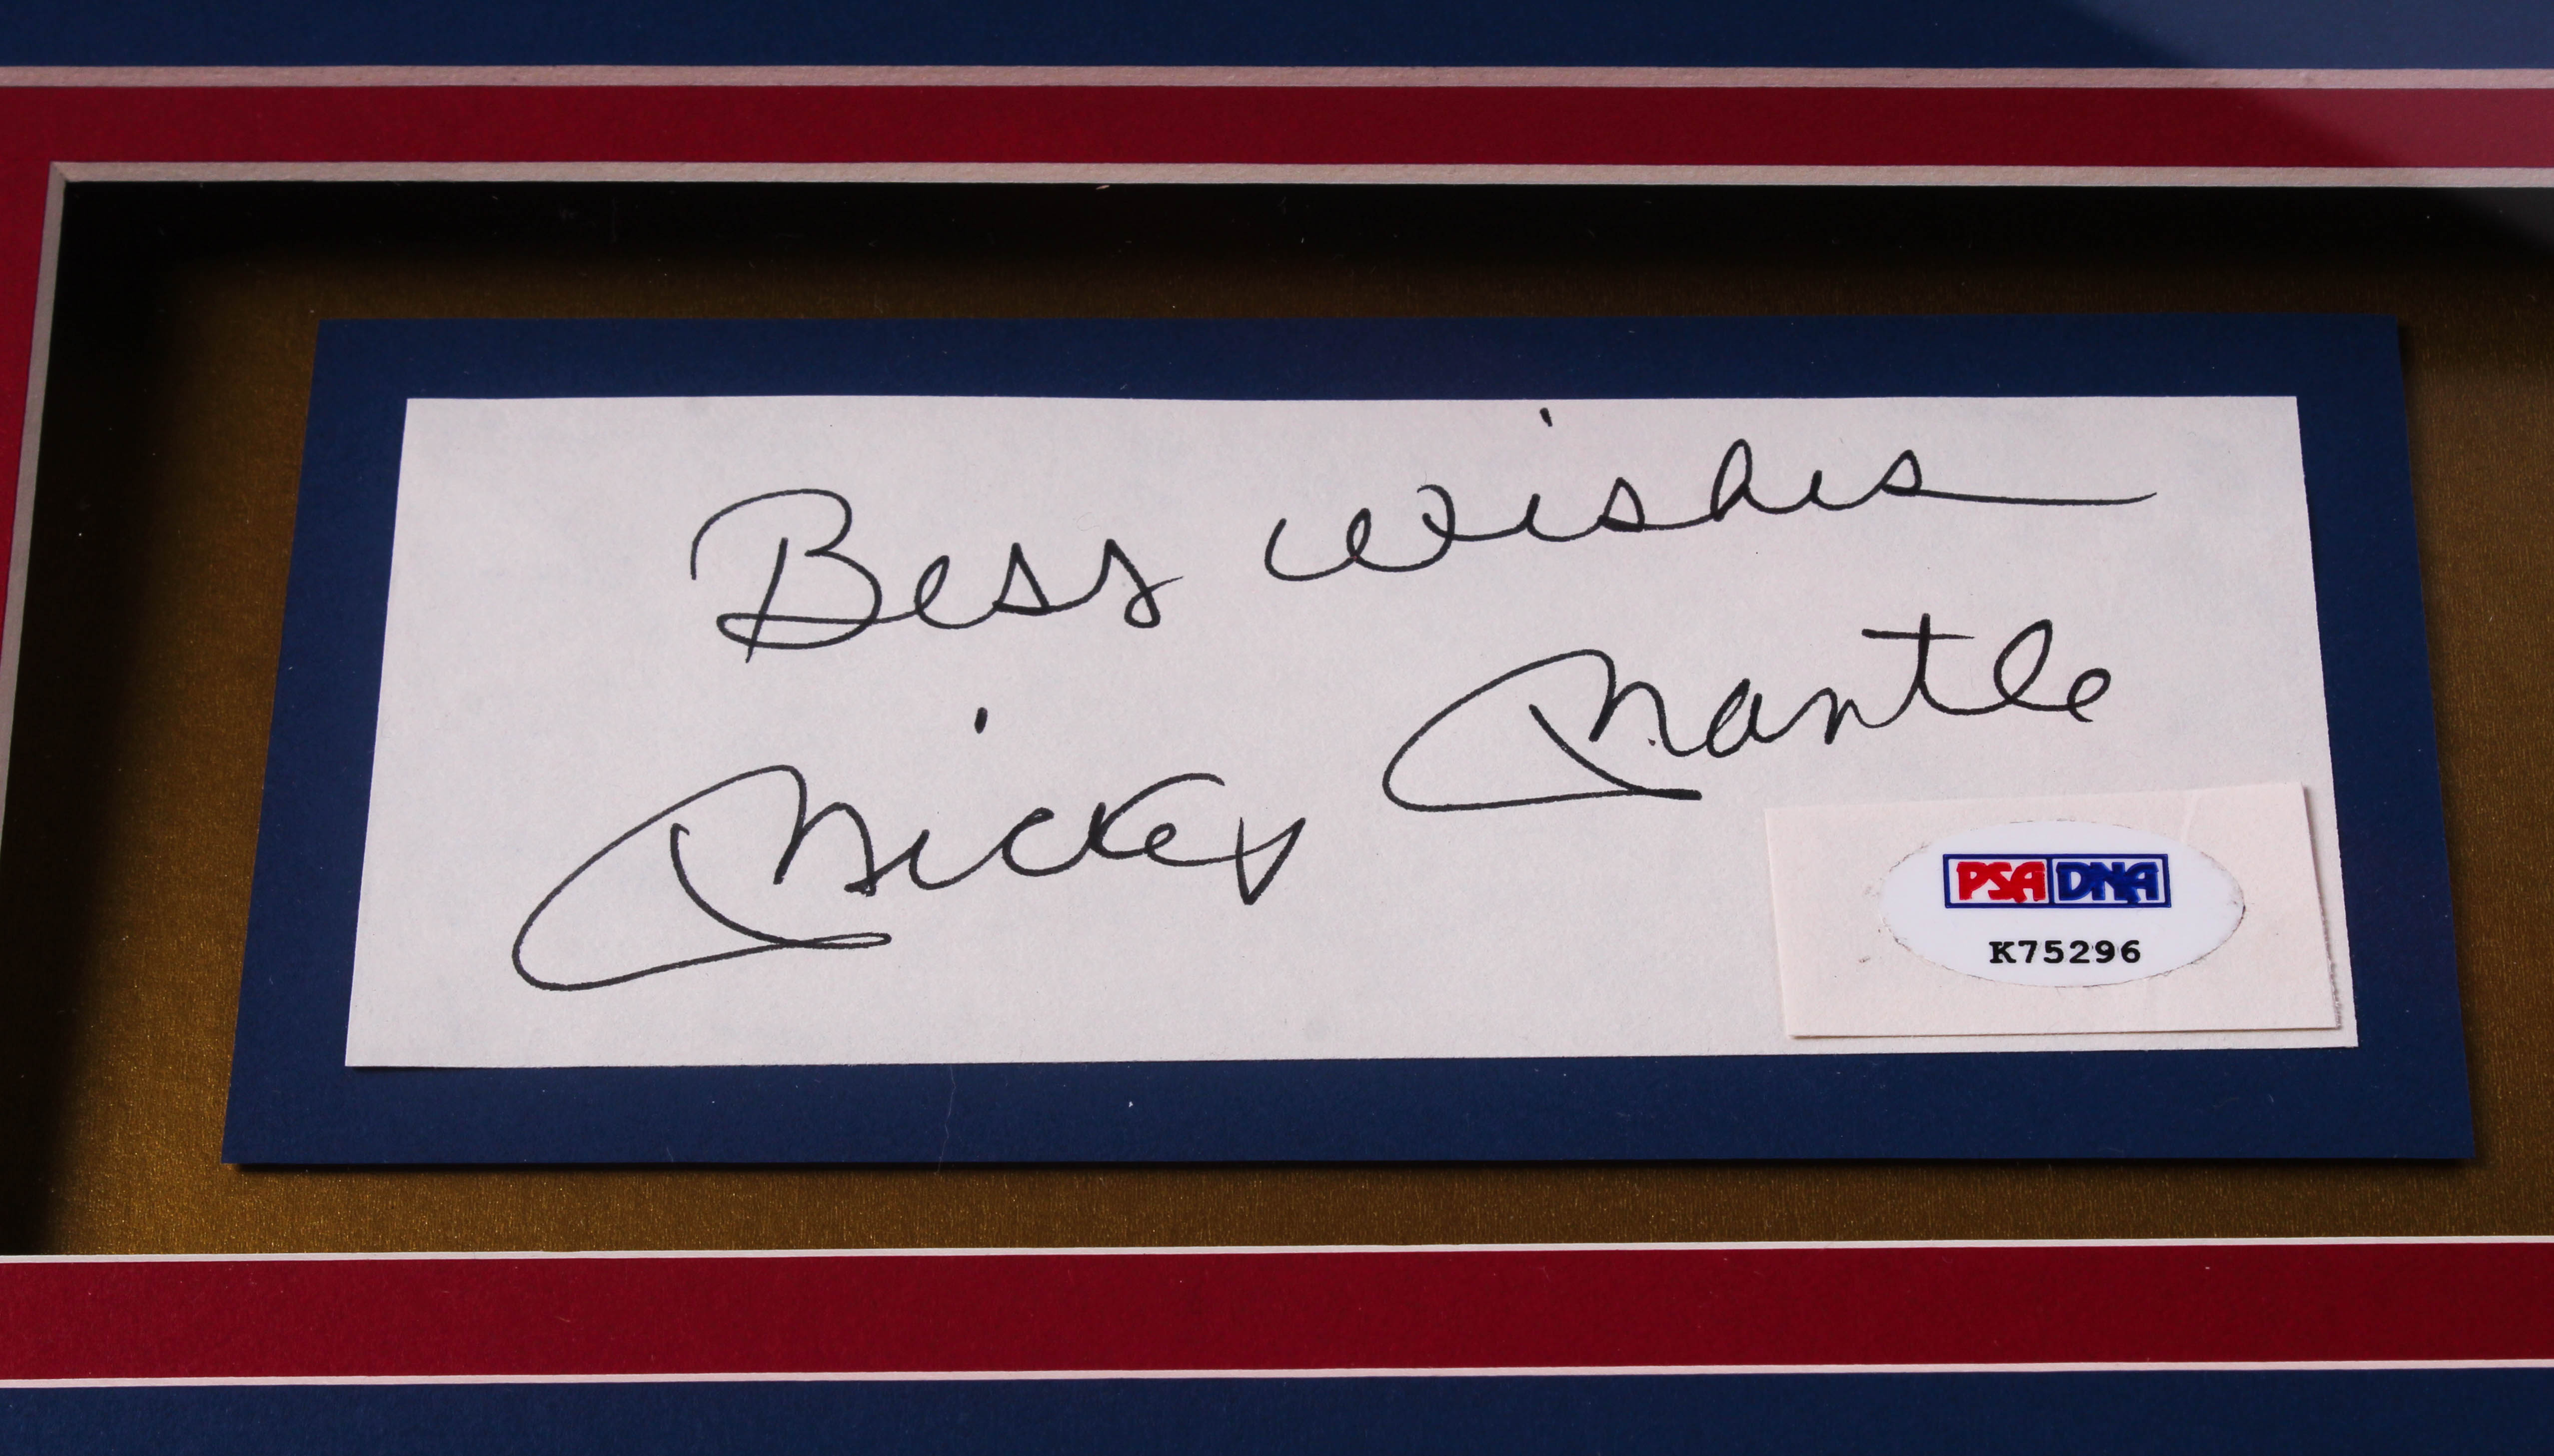 Best wishes
Mickey Mantle
PSA DNA
K75296